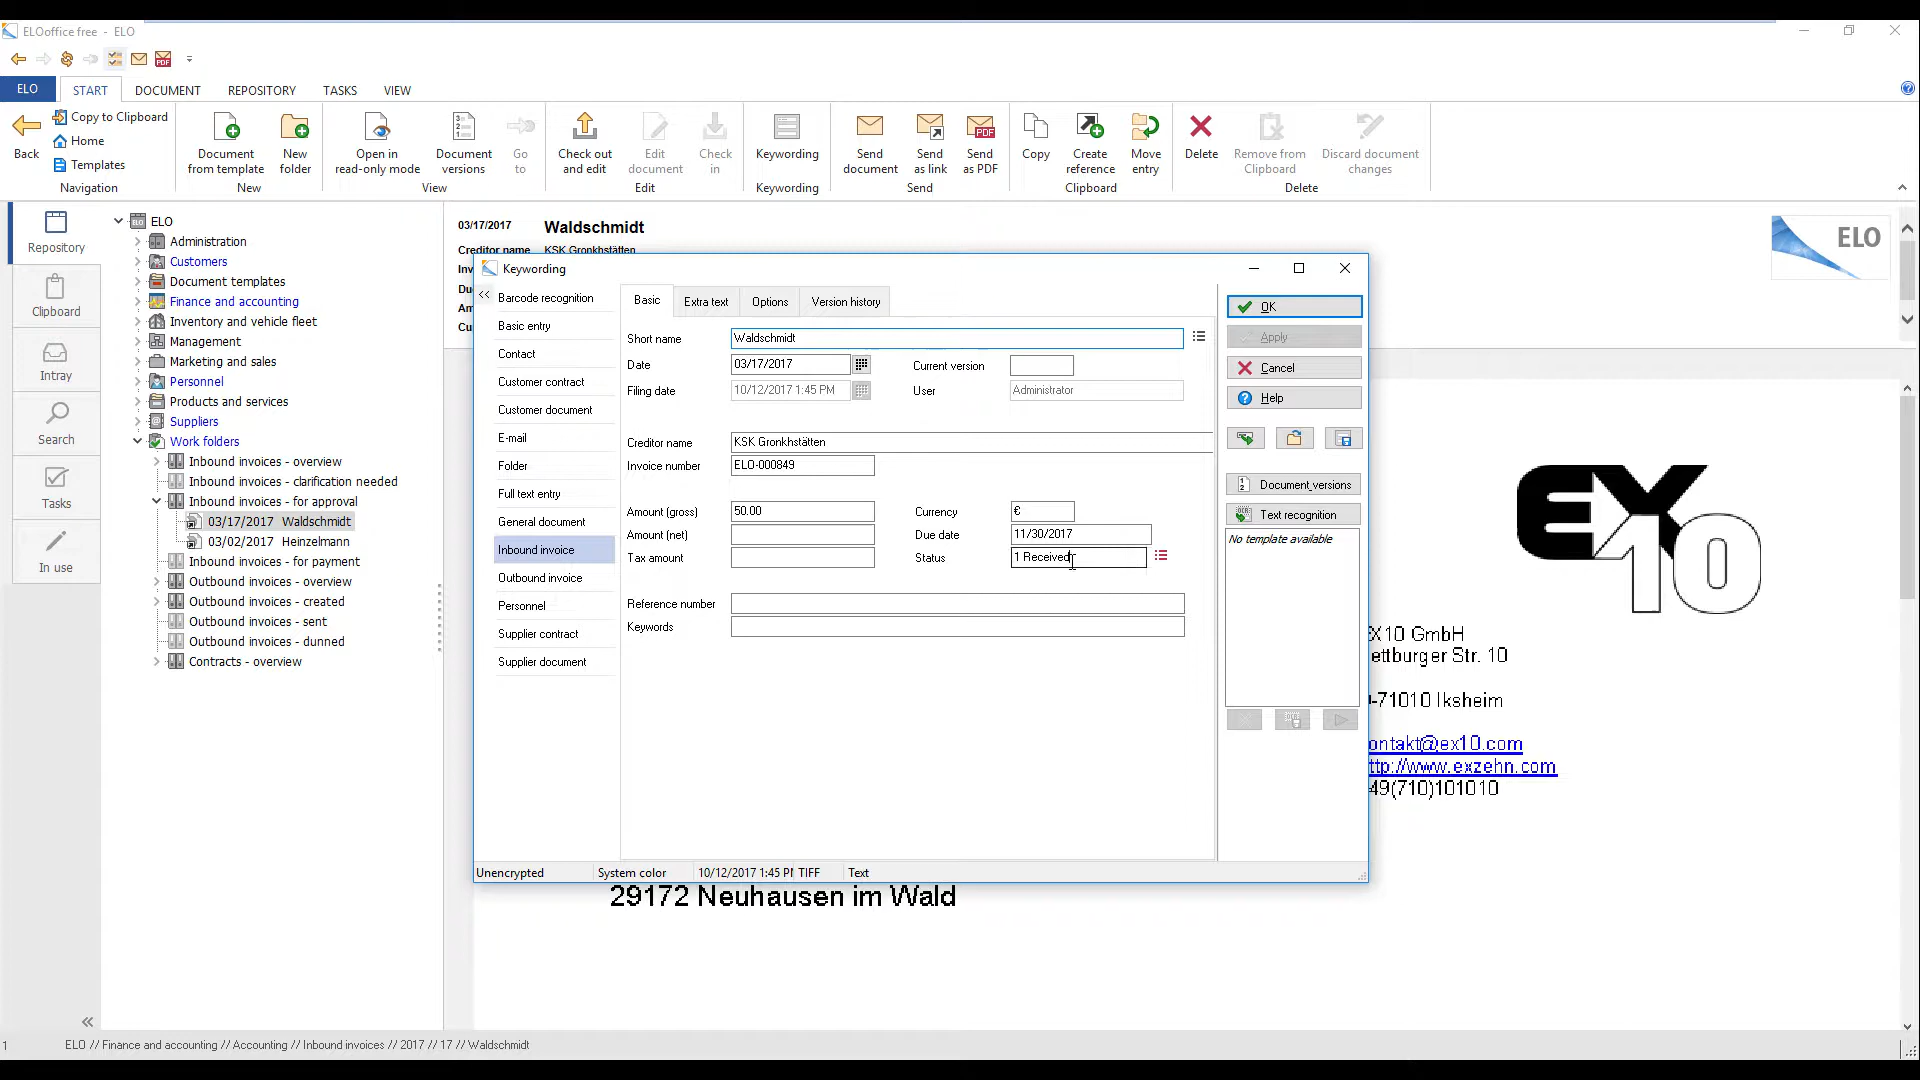 ELOoffice free - ELO
ELO
START
DOCUMENT
REPOSITORY
TASKS
VIEW
Back
Copy to Clipboard
Home
Templates
Navigation
Document from template
New folder
New
Open in read-only mode
Document versions
Go to
View
Check out and edit
Edit document
Check in
Edit
Keywording
Keywording
Send document
Send as link
Send as PDF
Send
Copy
Create reference
Move entry
Clipboard
Delete
Remove from Clipboard
Discard document changes
Delete
Repository
Clipboard
Intray
Search
Tasks
In use
ELO
Administration
Customers
Document templates
Finance and accounting
Inventory and vehicle fleet
Management
Marketing and sales
Personnel
Products and services
Suppliers
Work folders
Inbound invoices - overview
Inbound invoices - clarification needed
Inbound invoices - for approval
03/17/2017 Waldschmidt
03/02/2017 Heinzelmann
Inbound invoices - for payment
Outbound invoices - overview
Outbound invoices - created
Outbound invoices - sent
Outbound invoices - dunned
Contracts - overview
03/17/2017 Waldschmidt
Creditor name KSK Gronkhstätten
Inv
Du
Am
Cu
ELO
Keywording
Barcode recognition
Basic entry
Contact
Customer contract
Customer document
E-mail
Folder
Full text entry
General document
Inbound invoice
Outbound invoice
Personnel
Supplier contract
Supplier document
Basic
Extra text
Options
Version history
Short name Waldschmidt
Date 03/17/2017 Current version
Filing date 10/12/2017 1:45 PM User Administrator
Creditor name KSK Gronkhstätten
Invoice number ELO-000849
Amount (gross) 50.00 Currency €
Amount (net) Due date 11/30/2017
Tax amount Status 1 Received
Reference number
Keywords
OK
Apply
Cancel
Help
Document versions
Text recognition
No template available
Unencrypted System color 10/12/2017 1:45 PM TIFF Text
EX
10
EX10 GmbH
ettburger Str. 10
-71010 Iksheim
ontakt@ex10.com
ttp://www.exzehn.com
49(710)101010
29172 Neuhausen im Wald
1 ELO // Finance and accounting // Accounting // Inbound invoices // 2017 // 17 // Waldschmidt